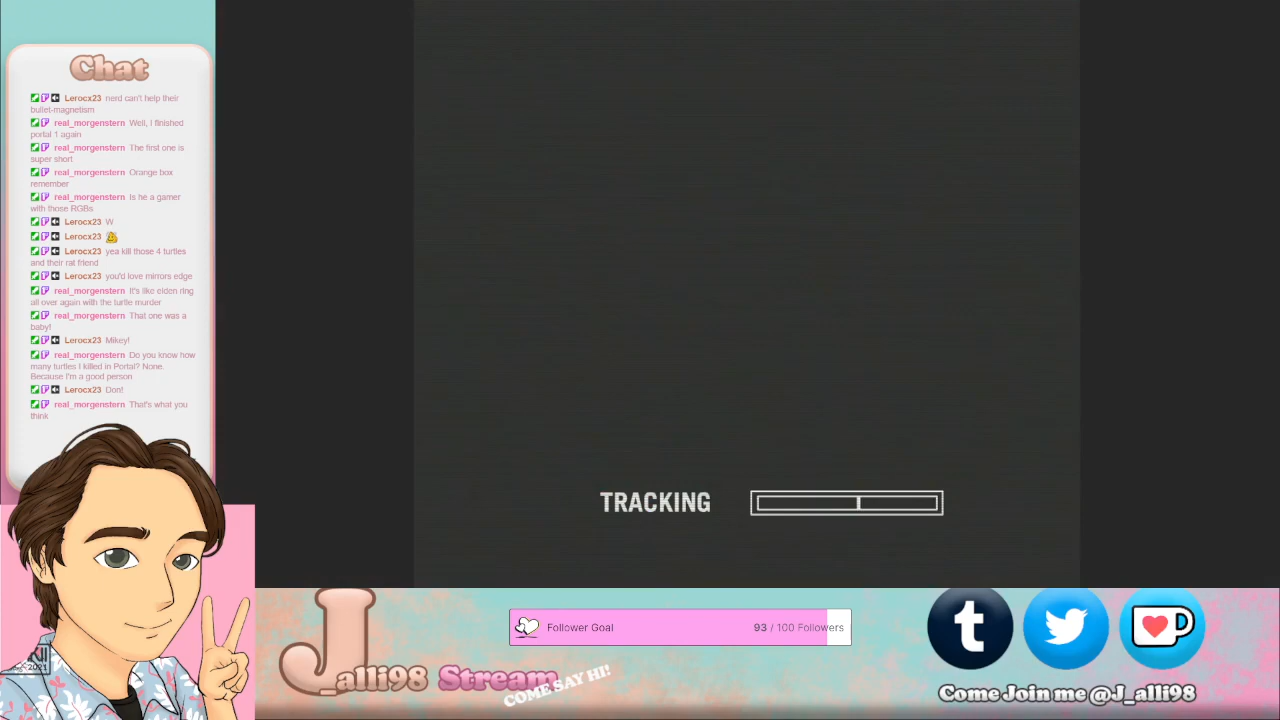 Chat
Lerocx23 nerd can't help their
bullet-magnetism
real_morgenstern Well, I finished
portal 1 again
real_morgenstern The first one is
super short
real_morgenstern Orange box
remember
real_morgenstern Is he a gamer
with those RGBs
Lerocx23 W
Lerocx23
Lerocx23 yea kill those 4 turtles
and their rat friend
Lerocx23 you'd love mirrors edge
real_morgenstern It's like elden ring
all over again with the turtle murder
real_morgenstern That one was a
baby!
Lerocx23 Mikey!
real_morgenstern Do you know how
many turtles I killed in Portal? None.
Because I'm a good person
Lerocx23 Don!
real_morgenstern That's what you
think
TRACKING
2021
J_alli98 Stream
COME SAY HI!
Follower Goal 93 / 100 Followers
t
Come Join me @J_alli98